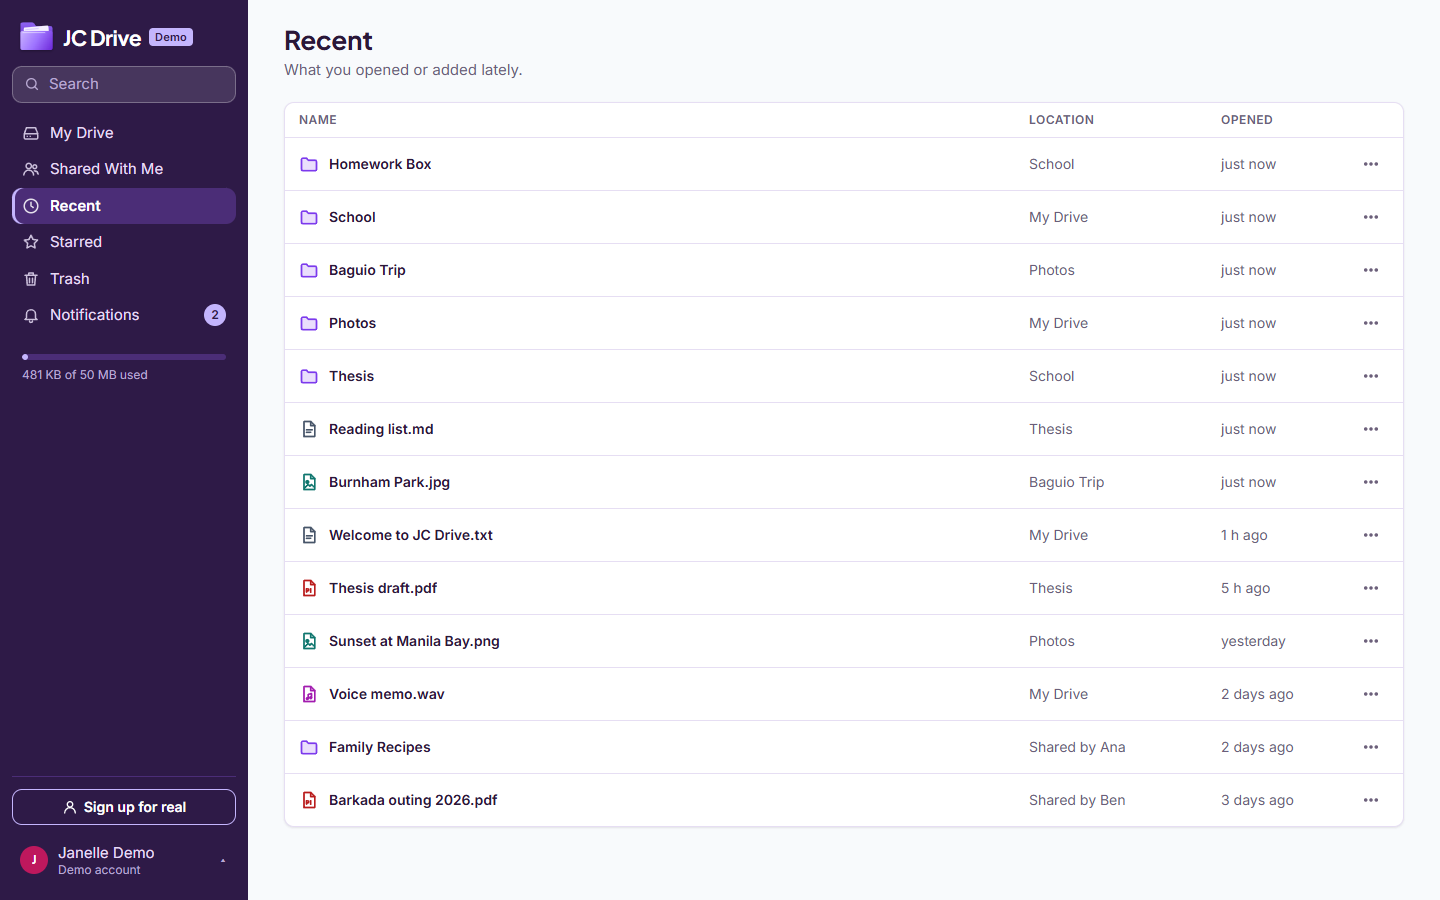 JC Drive Demo
Search
My Drive
Shared With Me
Recent
Starred
Trash
Notifications 2
481 KB of 50 MB used
Sign up for real
J
Janelle Demo
Demo account
Recent
What you opened or added lately.
NAME LOCATION OPENED
Homework Box School just now
School My Drive just now
Baguio Trip Photos just now
Photos My Drive just now
Thesis School just now
Reading list.md Thesis just now
Burnham Park.jpg Baguio Trip just now
Welcome to JC Drive.txt My Drive 1 h ago
Thesis draft.pdf Thesis 5 h ago
Sunset at Manila Bay.png Photos yesterday
Voice memo.wav My Drive 2 days ago
Family Recipes Shared by Ana 2 days ago
Barkada outing 2026.pdf Shared by Ben 3 days ago